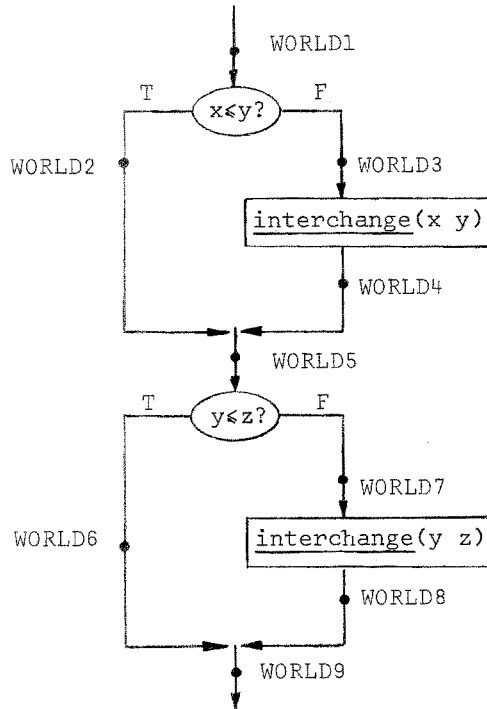 WORLD1
T
F
x≤y?
WORLD2
WORLD3
interchange(x y)
WORLD4
WORLD5
T
F
y≤z?
WORLD7
WORLD6
interchange(y z)
WORLD8
WORLD9